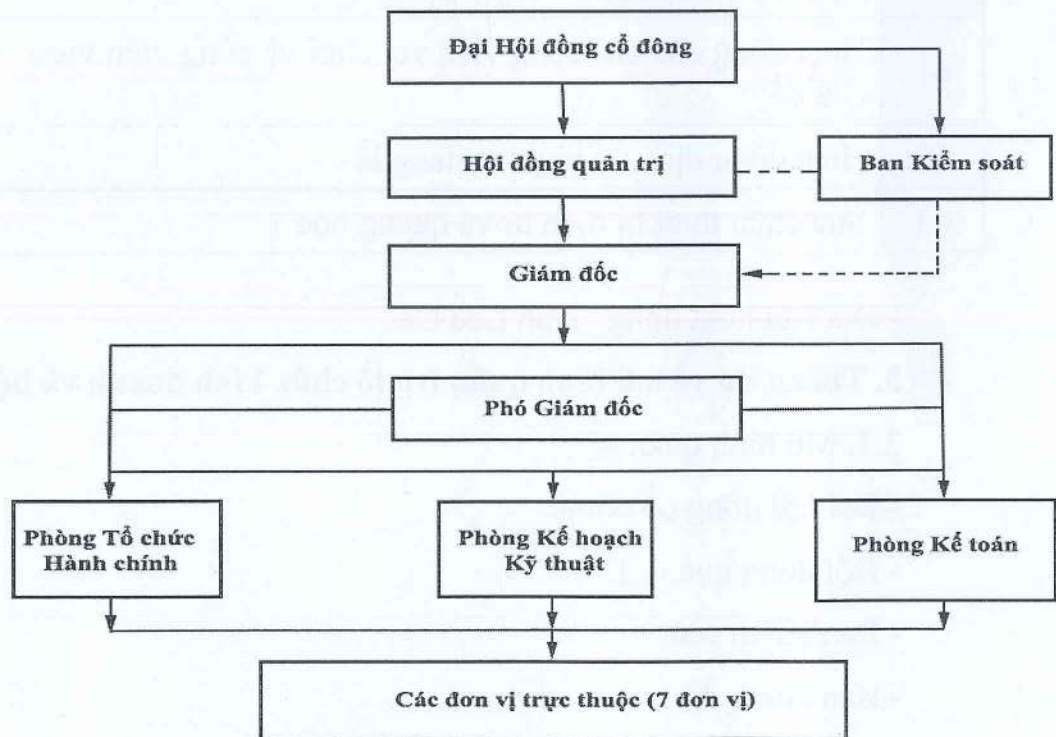 Đại Hội đồng cổ đông
Hội đồng quản trị
Ban Kiểm soát
Giám đốc
Phó Giám đốc
Phòng Tổ chức
Hành chính
Phòng Kế hoạch
Kỹ thuật
Phòng Kế toán
Các đơn vị trực thuộc (7 đơn vị)